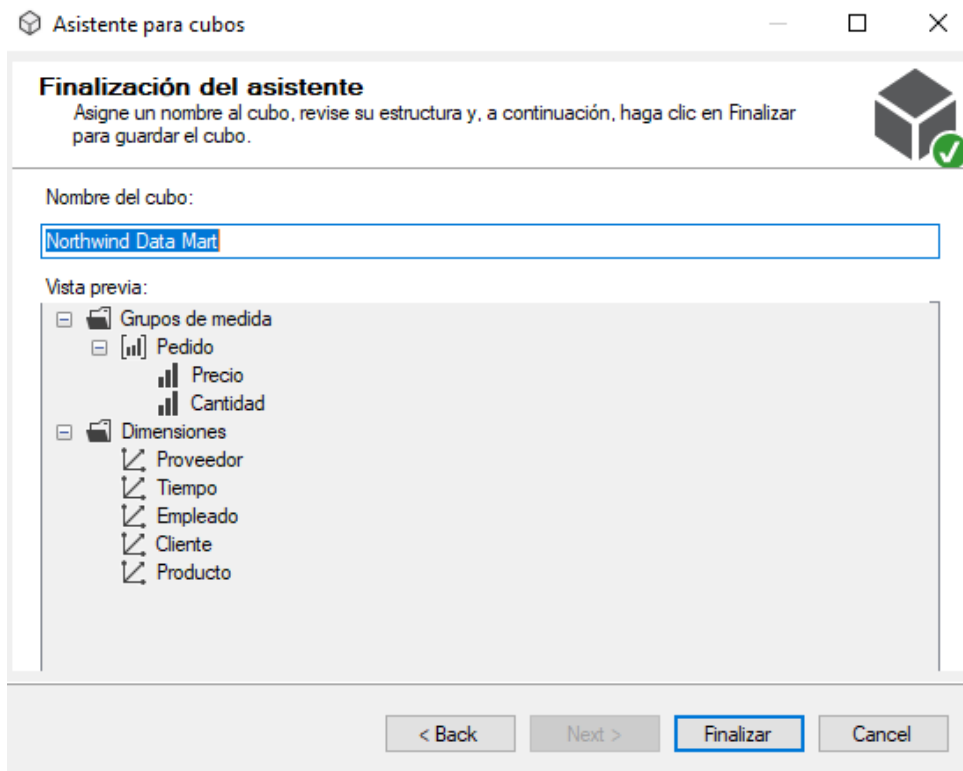 Asistente para cubos
Finalización del asistente
Asigne un nombre al cubo, revise su estructura y, a continuación, haga clic en Finalizar
para guardar el cubo.
Nombre del cubo:
Northwind Data Mart
Vista previa:
Grupos de medida
Pedido
Precio
Cantidad
Dimensiones
Proveedor
Tiempo
Empleado
Cliente
Producto
< Back Next > Finalizar Cancel